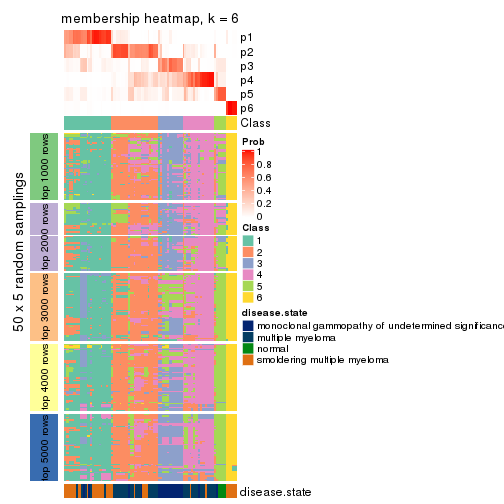 membership heatmap, k = 6
p1
p2
p3
p4
p5
p6
Class
50 x 5 random samplings
top 1000 rows
top 2000 rows
top 3000 rows
top 4000 rows
top 5000 rows
Prob
1
0.8
0.6
0.4
0.2
0
Class
1
2
3
4
5
6
disease.state
monoclonal gammopathy of undetermined significance
multiple myeloma
normal
smoldering multiple myeloma
disease.state